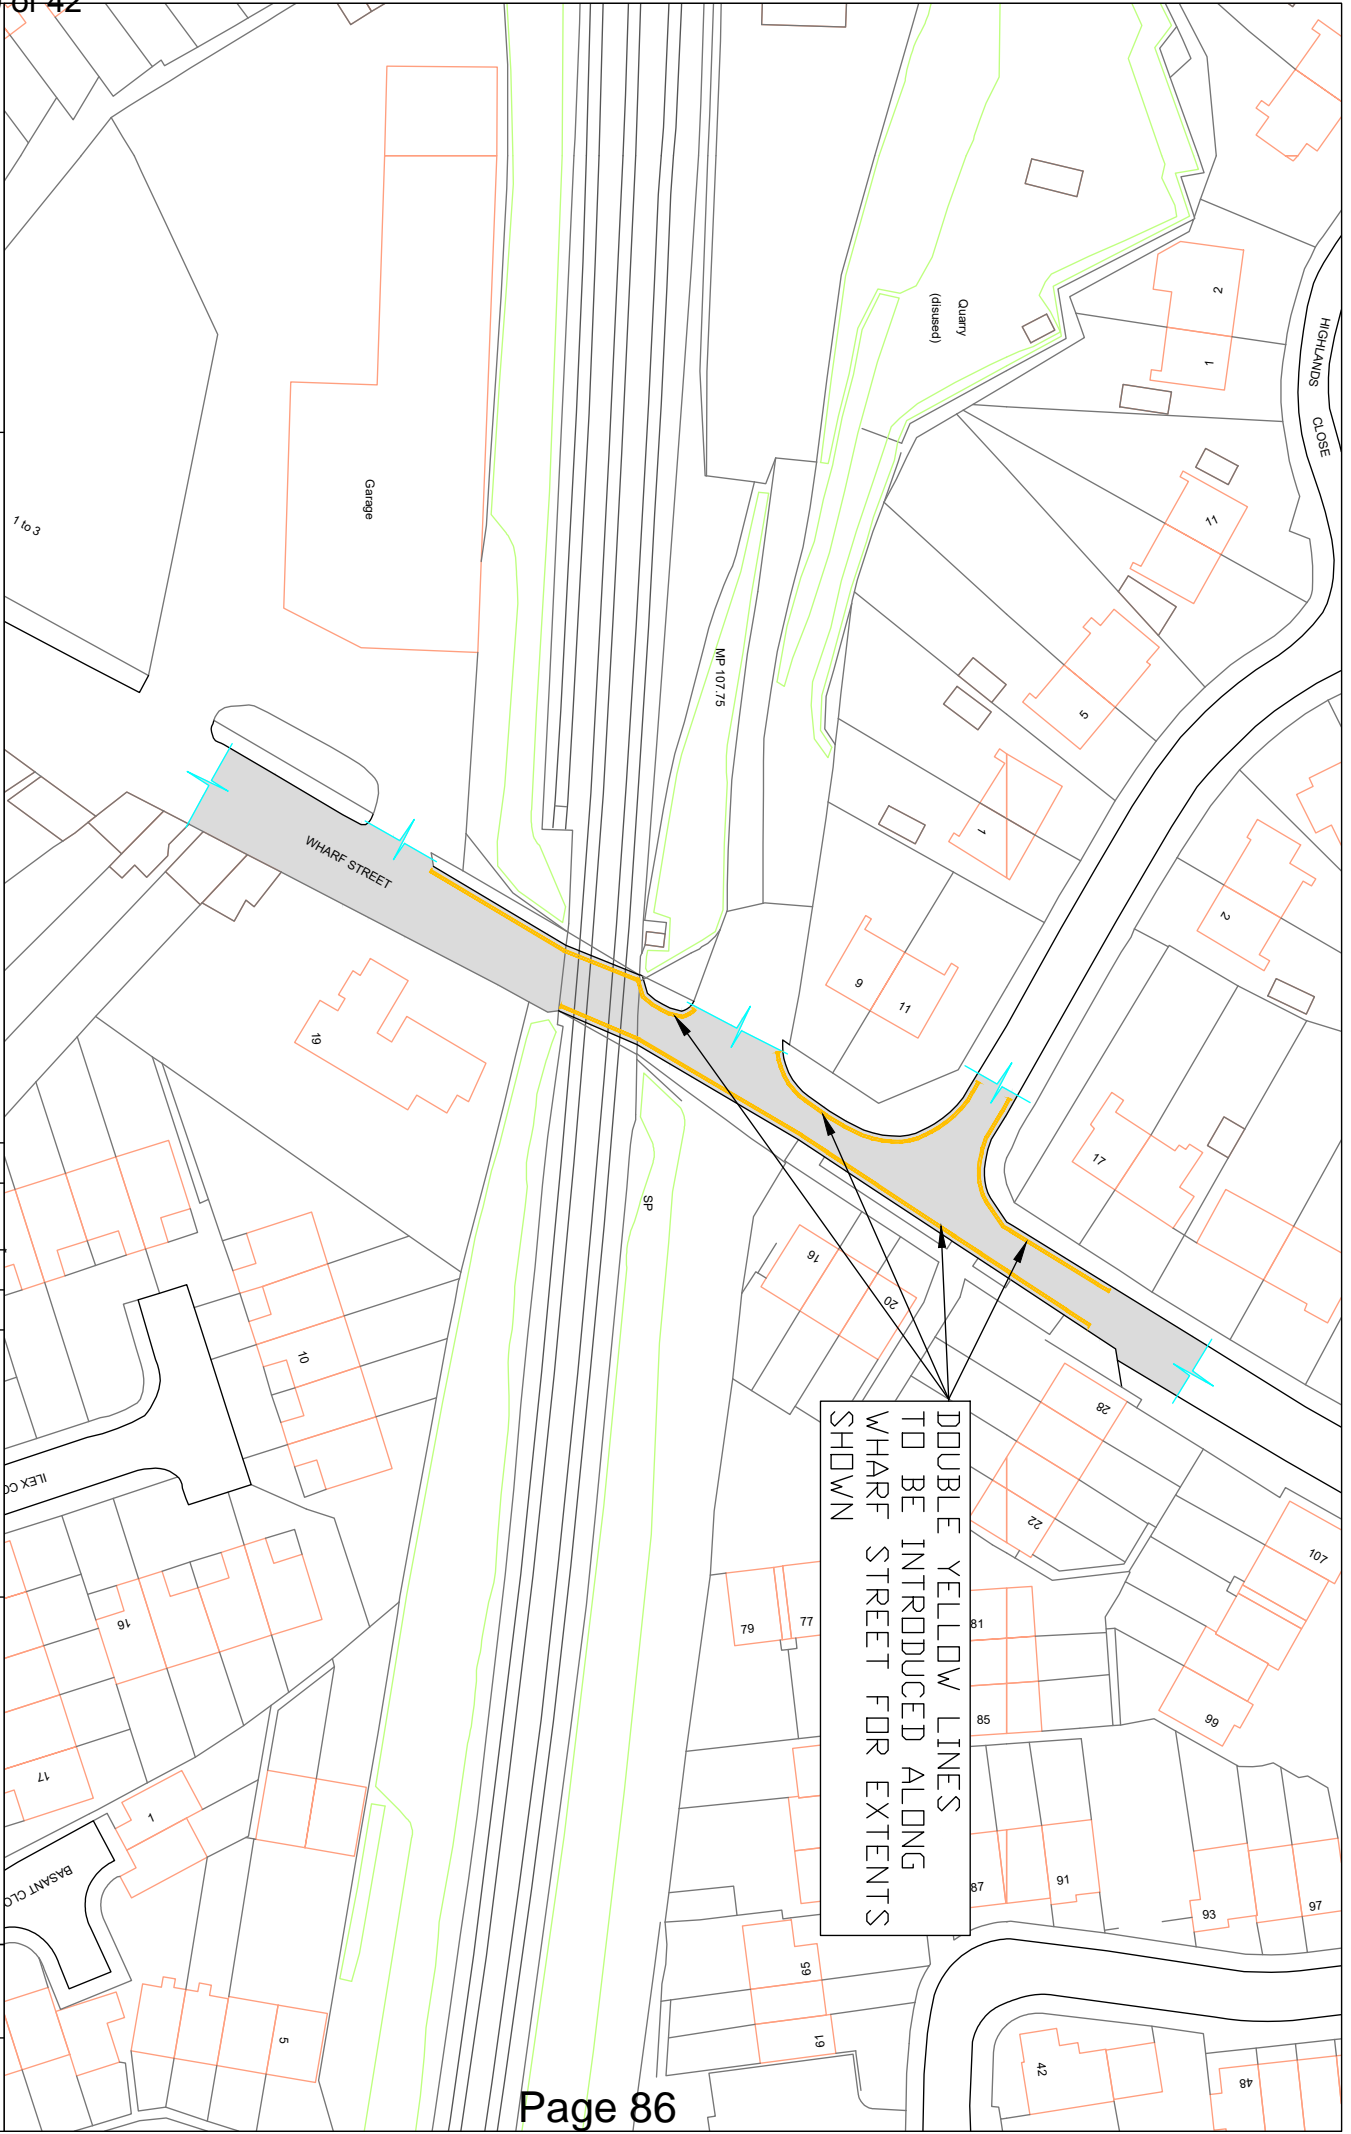 of 42
HIGHLANDS CLOSE
2
1
Quarry
(disused)
11
Garage
1 to 3
5
MP 107.75
1
2
WHARF STREET
9
11
19
17
SP
16
20
10
28
DOUBLE YELLOW LINES
TO BE INTRODUCED ALONG
WHARF STREET FOR EXTENTS
SHOWN
22
107
ILEX CO
16
79
77
81
85
99
17
1
87
91
93
97
BASANT CLO
59
5
61
42
48
Page 86